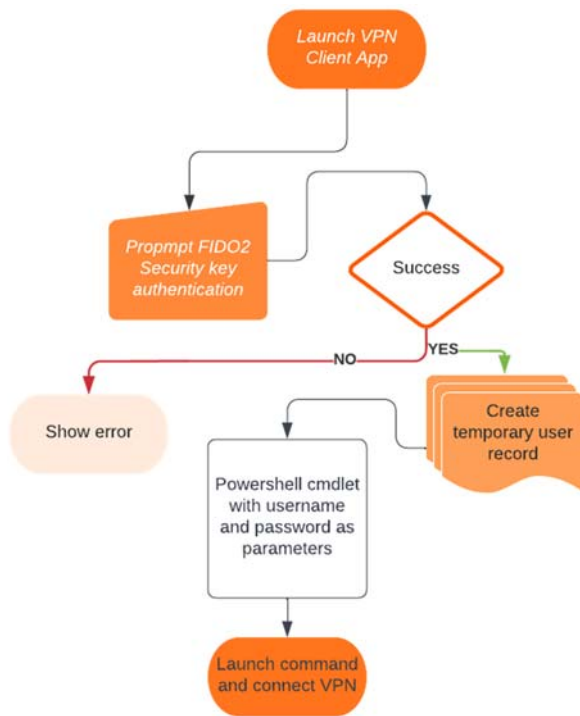 Launch VPN
Client App
Propmpt FIDO2
Security key
authentication
Success
NO
YES
Show error
Create
temporary user
record
Powershell cmdlet
with username
and password as
parameters
Launch command
and connect VPN